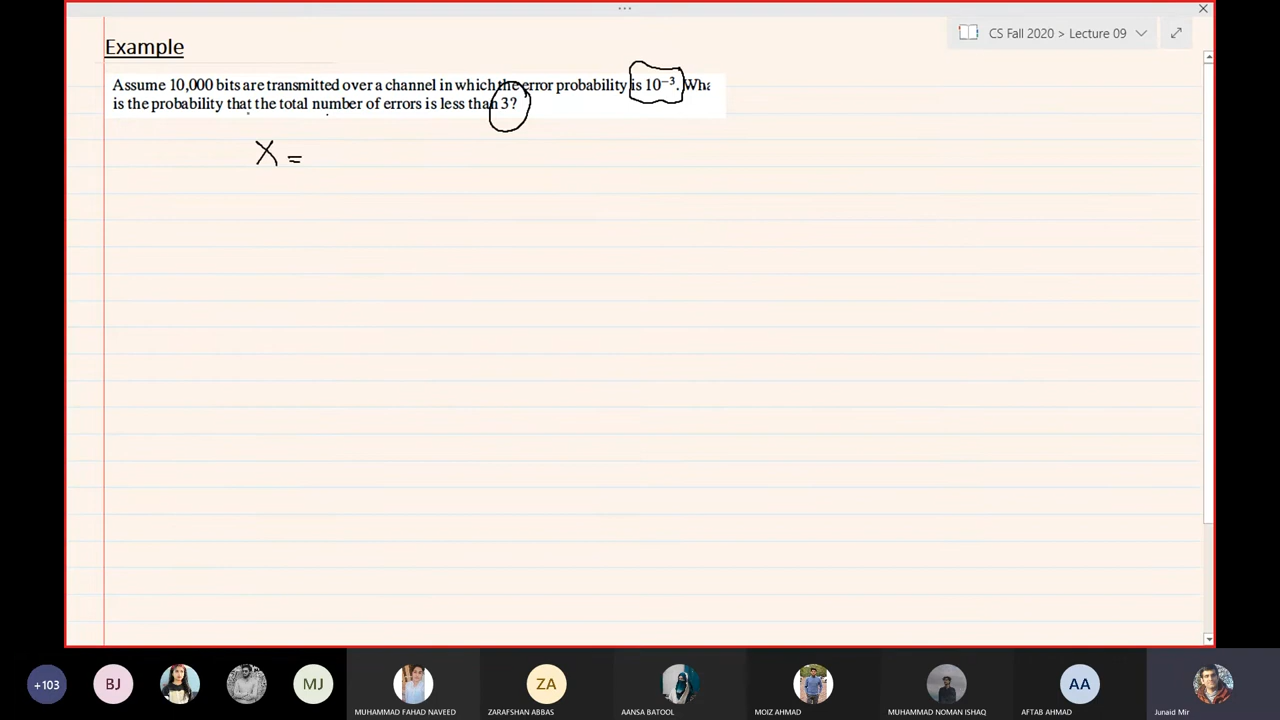 CS Fall 2020 > Lecture 09
Example
Assume 10,000 bits are transmitted over a channel in which the error probability is 10⁻³. Wha
is the probability that the total number of errors is less than 3?
X =
+103
BJ
MJ
MUHAMMAD FAHAD NAVEED
ZA
ZARAFSHAN ABBAS
AANSA BATOOL
MOIZ AHMAD
MUHAMMAD NOMAN ISHAQ
AA
AFTAB AHMAD
Junaid Mir